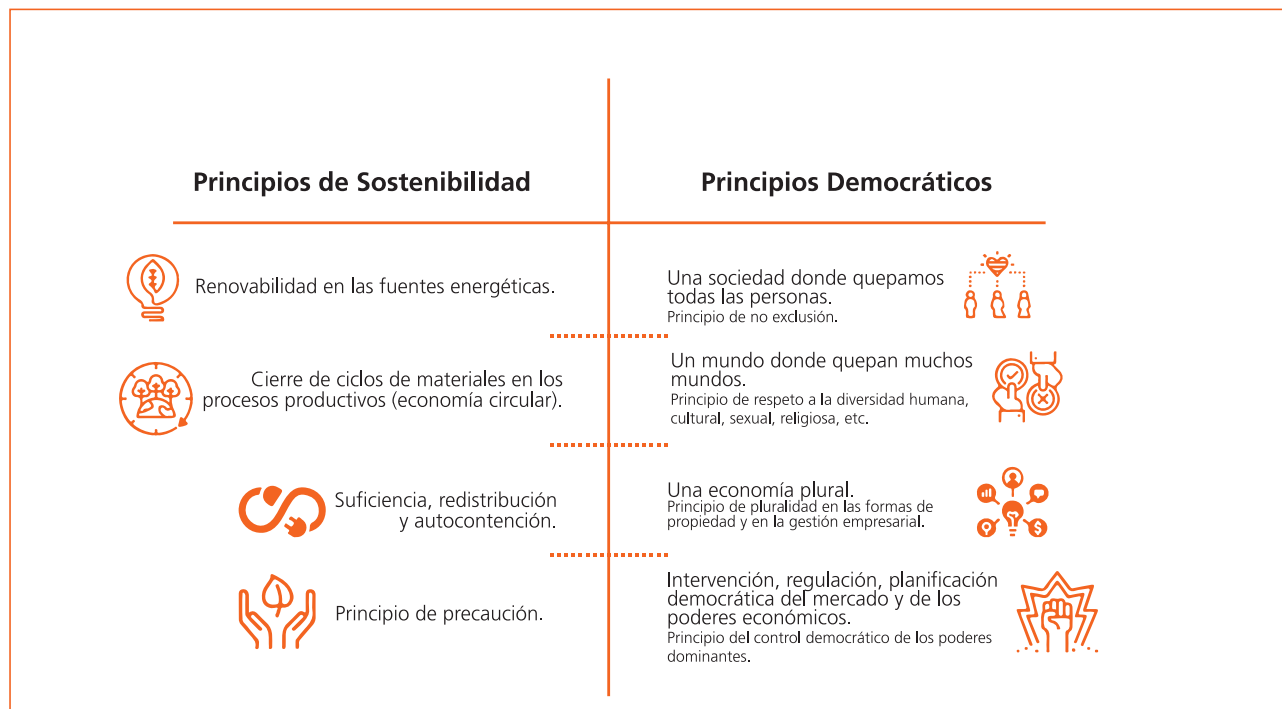 Principios de Sostenibilidad
Renovabilidad en las fuentes energéticas.
Cierre de ciclos de materiales en los
procesos productivos (economía circular).
Suficiencia, redistribución
y autocontención.
Principio de precaución.
Principios Democráticos
Una sociedad donde quepamos
todas las personas.
Principio de no exclusión.
Un mundo donde quepan muchos
mundos.
Principio de respeto a la diversidad humana,
cultural, sexual, religiosa, etc.
Una economía plural.
Principio de pluralidad en las formas de
propiedad y en la gestión empresarial.
Intervención, regulación, planificación
democrática del mercado y de los
poderes económicos.
Principio del control democrático de los poderes
dominantes.